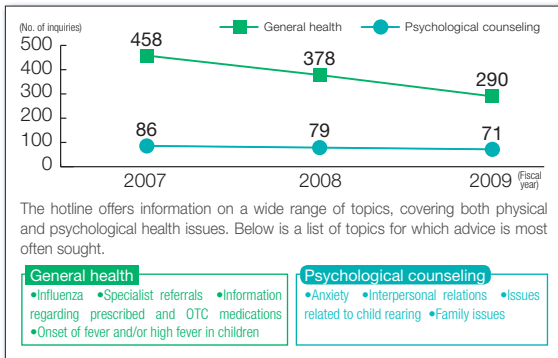 (No. of inquiries)
General health
Psychological counseling
500
400
300
200
100
0
458
378
290
86
79
71
2007
2008
2009
(Fiscal
year)
The hotline offers information on a wide range of topics, covering both physical
and psychological health issues. Below is a list of topics for which advice is most
often sought.
General health
•Influenza •Specialist referrals •Information
regarding prescribed and OTC medications
•Onset of fever and/or high fever in children
Psychological counseling
•Anxiety •Interpersonal relations •Issues
related to child rearing •Family issues